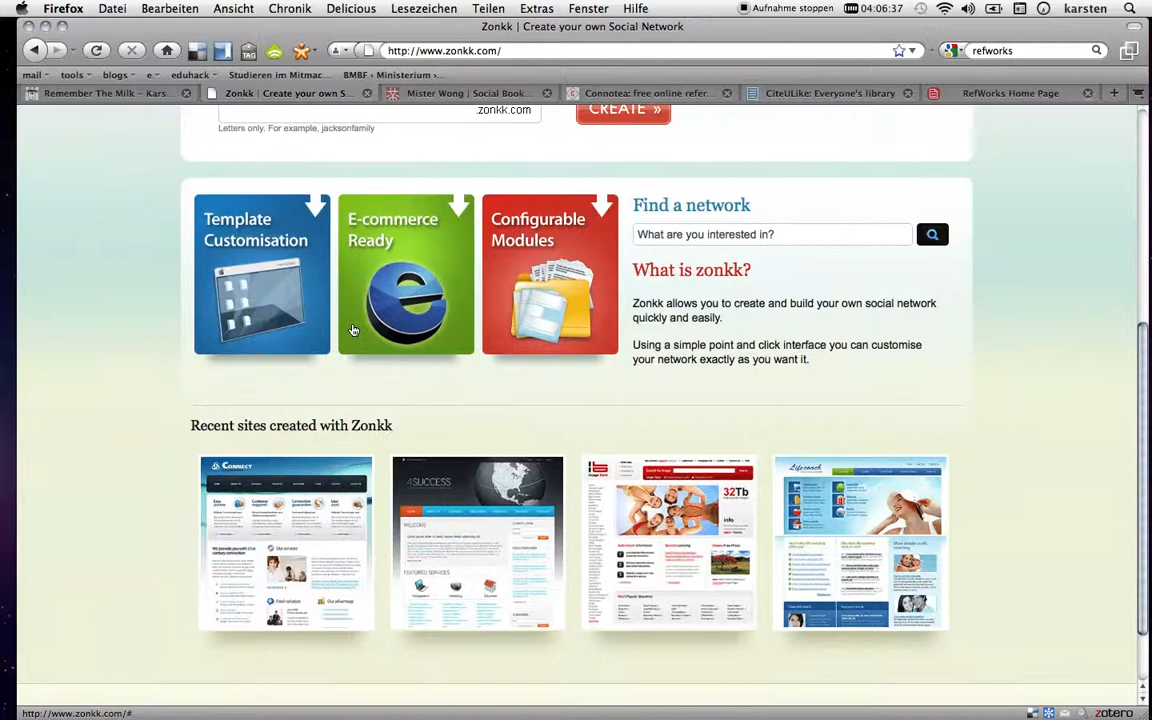 Firefox Datei Bearbeiten Ansicht Chronik Delicious Lesezeichen Teilen Extras Fenster Hilfe Aufnahme stoppen 04:06:37 karsten
Zonkk | Create your own Social Network
http://www.zonkk.com/
refworks
mail tools blogs e eduhack Studieren im Mitmac... BMBF › Ministerium ›...
Remember The Milk - Kars... Zonkk | Create your own S... Mister Wong | Social Book... Connotea: free online refer... CiteULike: Everyone's library RefWorks Home Page
.zonkk.com
CREATE »
Letters only. For example, jacksonfamily
Template
Customisation
E-commerce
Ready
Configurable
Modules
Find a network
What are you interested in?
What is zonkk?
Zonkk allows you to create and build your own social network
quickly and easily.
Using a simple point and click interface you can customise
your network exactly as you want it.
Recent sites created with Zonkk
CONNECT
4SUCCESS
WELCOME
FEATURED SERVICES
32Tb
info
Lifecoach
http://www.zonkk.com/#
zotero